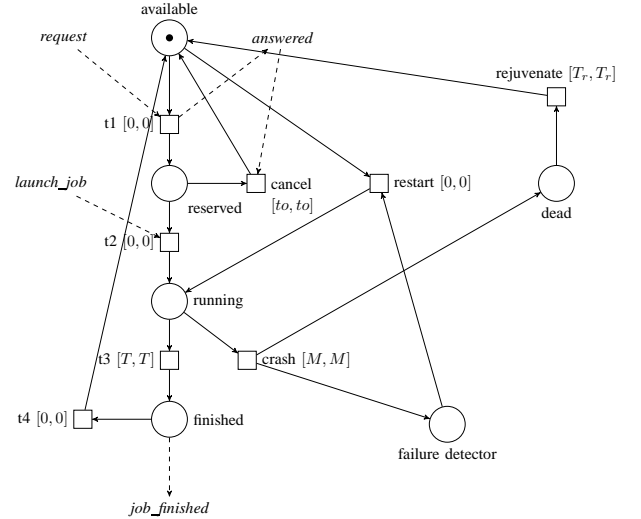 available
request
answered
rejuvenate [T_r, T_r]
t1 [0, 0]
launch_job
cancel
[to, to]
restart [0, 0]
reserved
dead
t2 [0, 0]
running
t3 [T, T]
crash [M, M]
t4 [0, 0]
finished
failure detector
job_finished